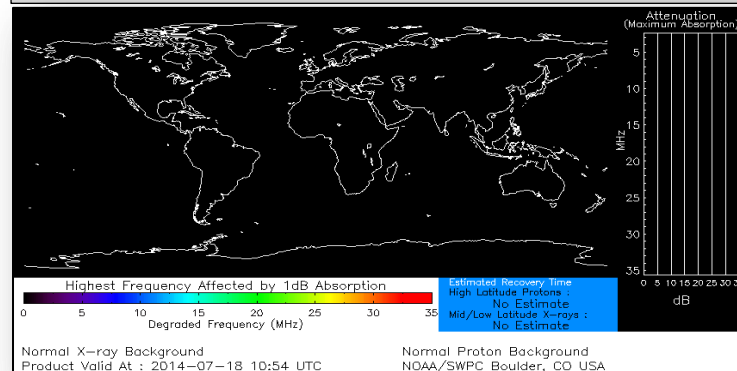 Attenuation
(Maximum Absorption)
5
10
15
20
25
30
35
MHz
0 5 10 15 20 25 30
dB
Highest Frequency Affected by 1dB Absorption
0 5 10 15 20 25 30 35
Degraded Frequency (MHz)
Estimated Recovery Time
High Latitude Protons :
No Estimate
Mid/Low Latitude X-rays :
No Estimate
Normal X-ray Background
Normal Proton Background
Product Valid At : 2014-07-18 10:54 UTC
NOAA/SWPC Boulder, CO USA